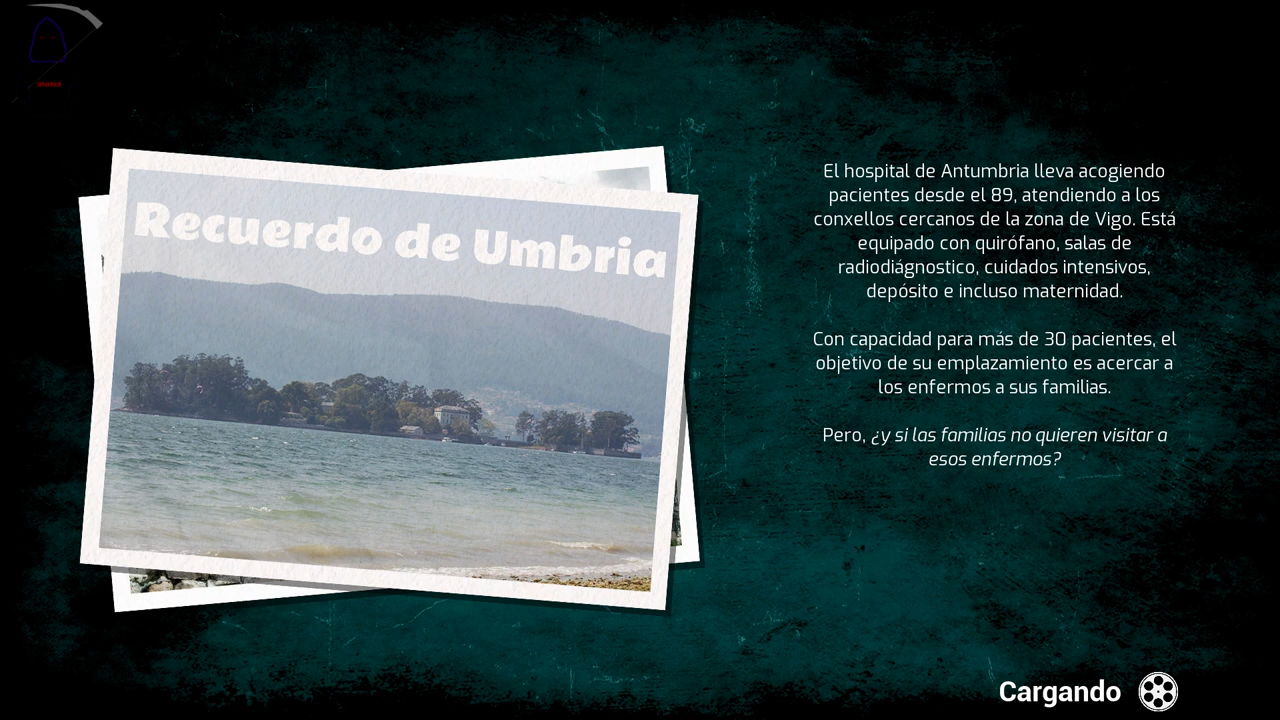 Recuerdo de Umbria
El hospital de Antumbria lleva acogiendo
pacientes desde el 89, atendiendo a los
conxellos cercanos de la zona de Vigo. Está
equipado con quirófano, salas de
radiodiágnostico, cuidados intensivos,
depósito e incluso maternidad.
Con capacidad para más de 30 pacientes, el
objetivo de su emplazamiento es acercar a
los enfermos a sus familias.
Pero, ¿y si las familias no quieren visitar a
esos enfermos?
Cargando